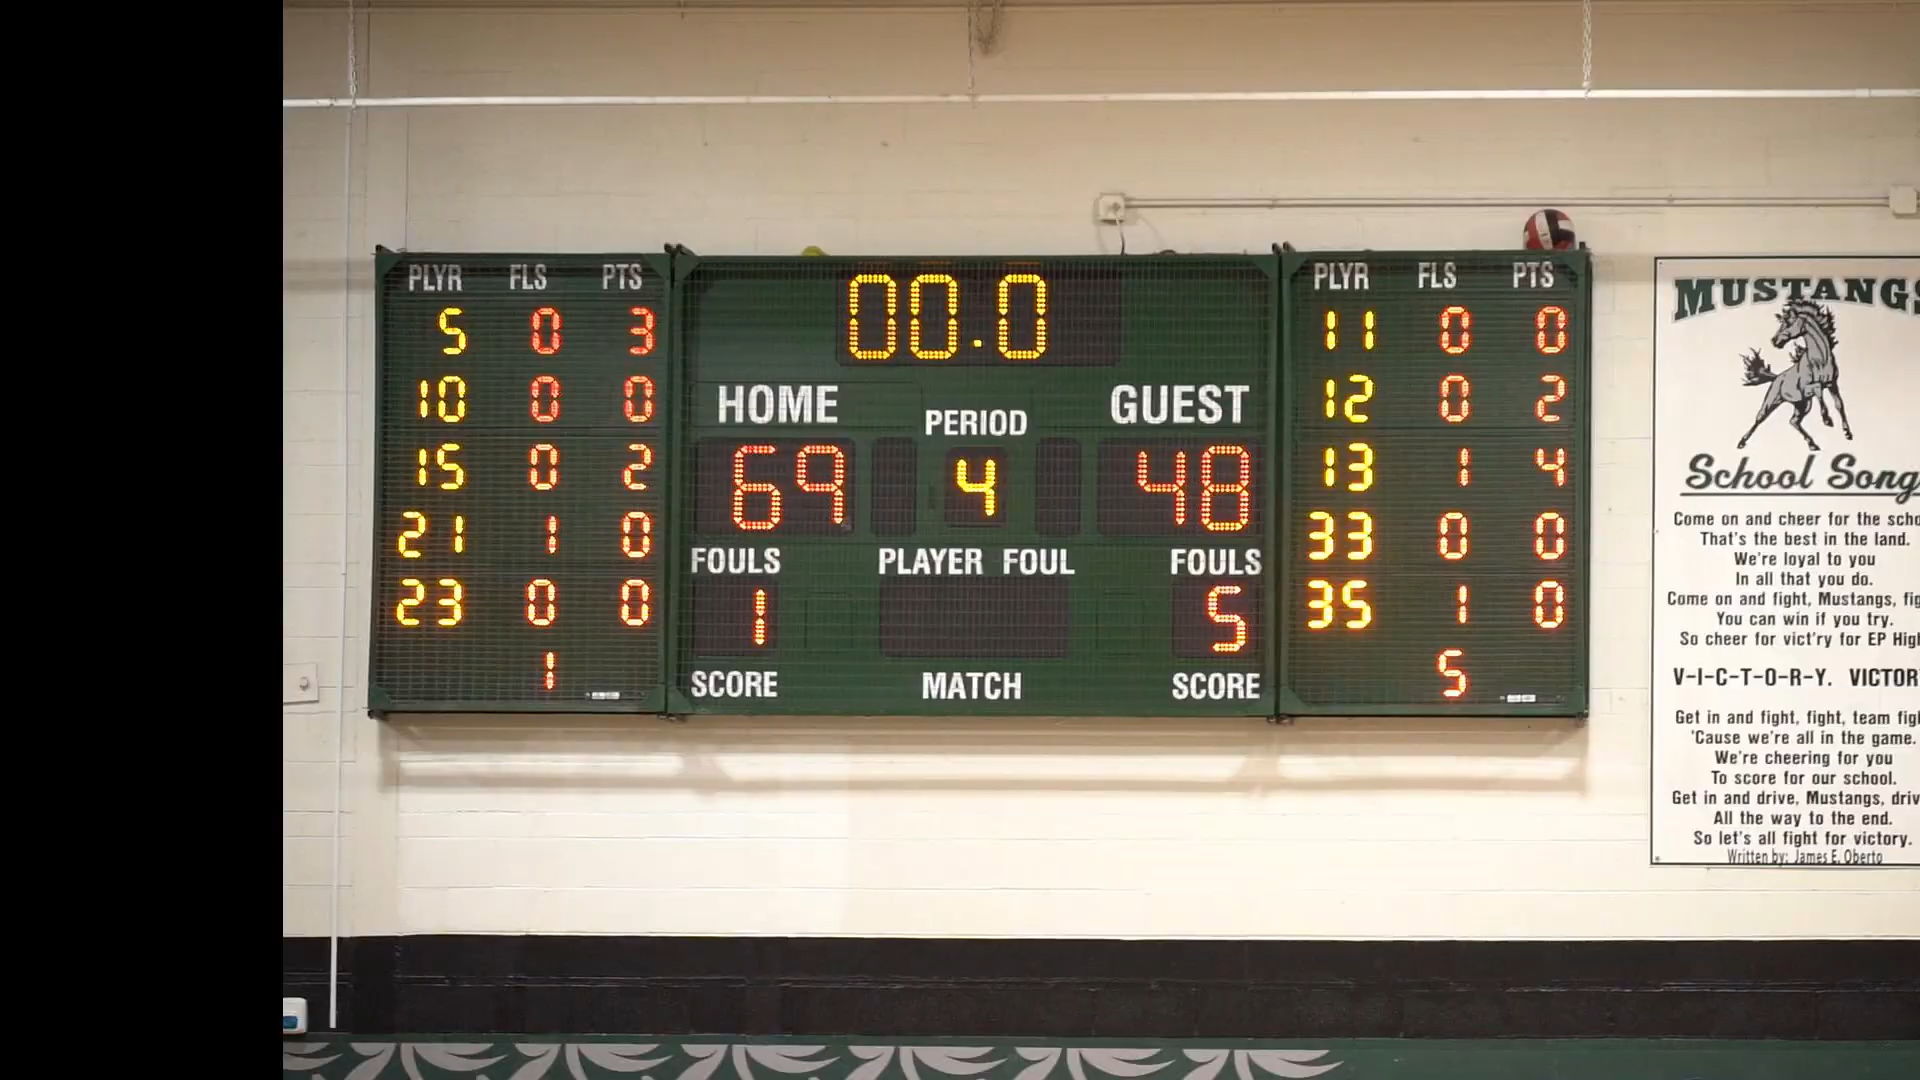 PLYR FLS PTS
5 0 3
10 0 0
15 0 2
21 1 0
23 0 0
1
00.0
HOME PERIOD GUEST
69 4 48
FOULS PLAYER FOUL FOULS
1 5
SCORE MATCH SCORE
PLYR FLS PTS
11 0 0
12 0 2
13 1 4
33 0 0
35 1 0
5
MUSTANGS
School Song
Come on and cheer for the
That's the best in the land.
We're loyal to you
In all that you do.
Come on and fight, Mustangs,
You can win if you try.
So cheer for vict'ry for EP
V-I-C-T-O-R-Y.
Get in and fight, fight, team
'Cause we're all in the game.
We're cheering for you
To score for our school.
Get in and drive, Mustangs,
All the way to the end.
So let's all fight for victory.
Written by: James E. Oberto